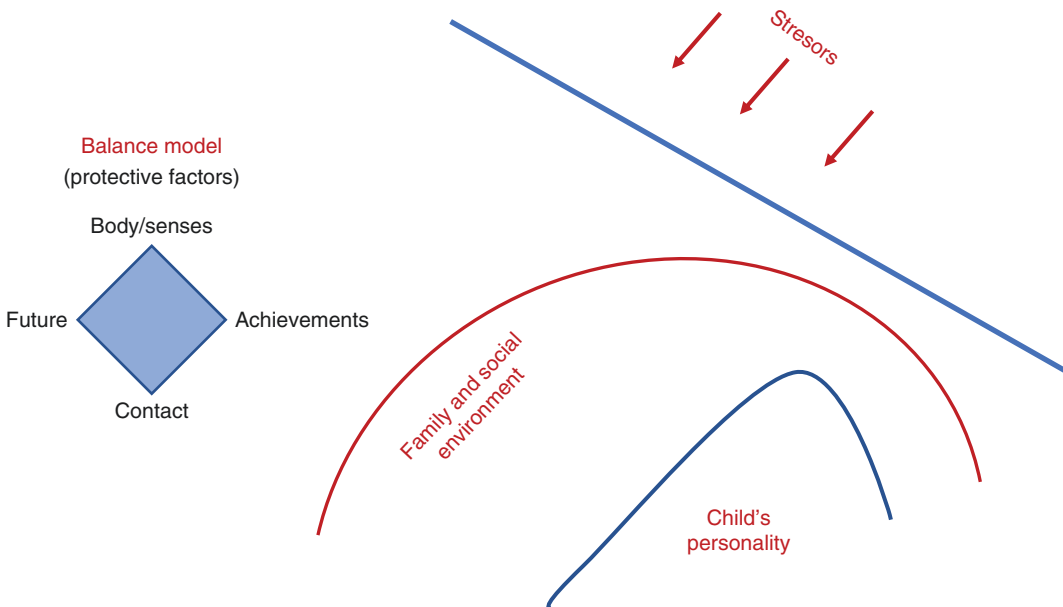 Stresors
Balance model
(protective factors)
Body/senses
Future
Achievements
Contact
Family and social
environment
Child's
personality